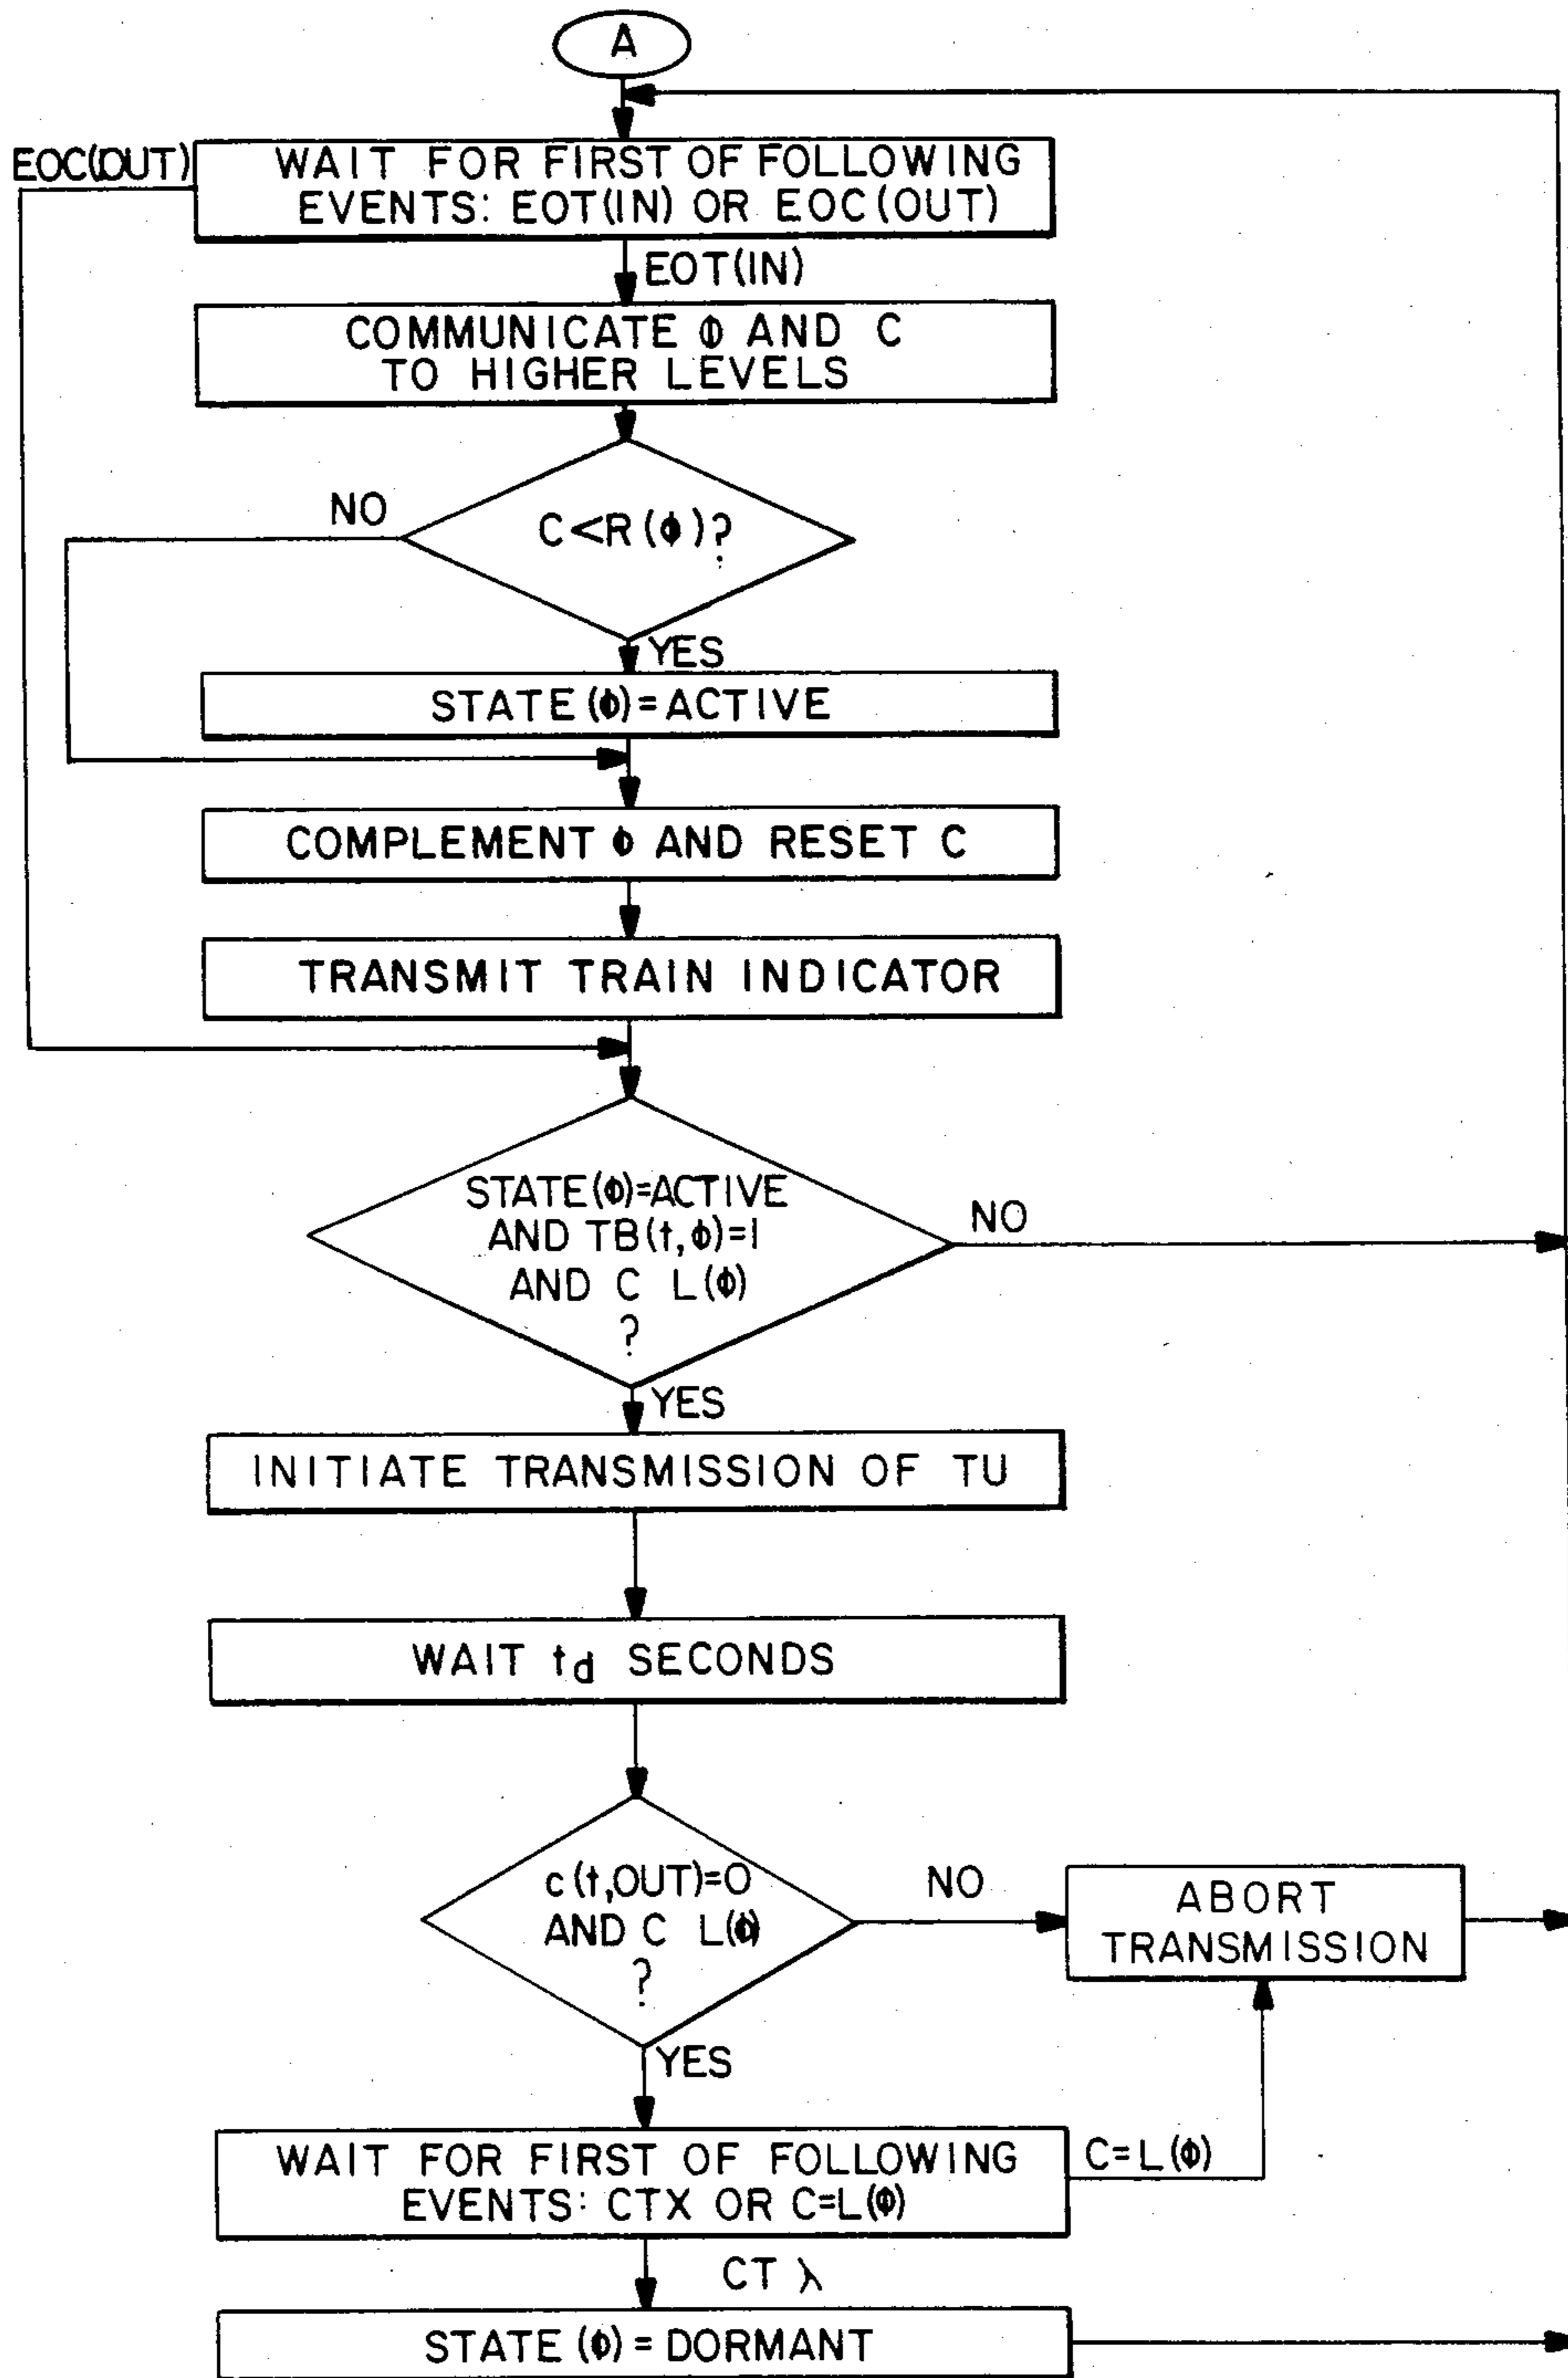 A
EOC(OUT)
WAIT FOR FIRST OF FOLLOWING
EVENTS: EOT(IN) OR EOC(OUT)
EOT(IN)
COMMUNICATE Φ AND C
TO HIGHER LEVELS
NO
C<R(Φ)?
YES
STATE(Φ)=ACTIVE
COMPLEMENT Φ AND RESET C
TRANSMIT TRAIN INDICATOR
STATE(Φ)=ACTIVE
AND TB(t,Φ)=1
AND C L(Φ)
?
NO
YES
INITIATE TRANSMISSION OF TU
WAIT td SECONDS
c(t,OUT)=0
AND C L(Φ)
?
NO
ABORT
TRANSMISSION
YES
WAIT FOR FIRST OF FOLLOWING
EVENTS: CTX OR C=L(Φ)
C=L(Φ)
CT λ
STATE(Φ)=DORMANT